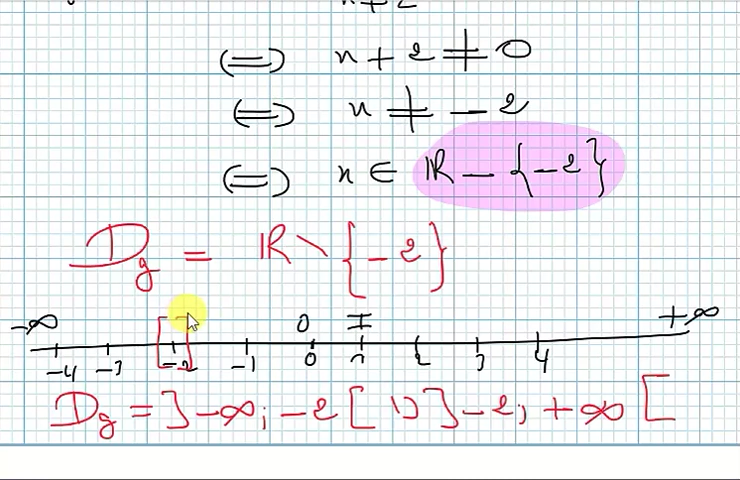 ⟺ x + 2 ≠ 0
⟺ x ≠ -2
⟺ x ∈ ℝ - {-2}
D_g = ℝ \ {-2}
-∞ [ ] 0 I +∞
-4 -3 -2 -1 0 1 2 3 4
D_g = ]-∞; -2[ ∪ ]-2; +∞[